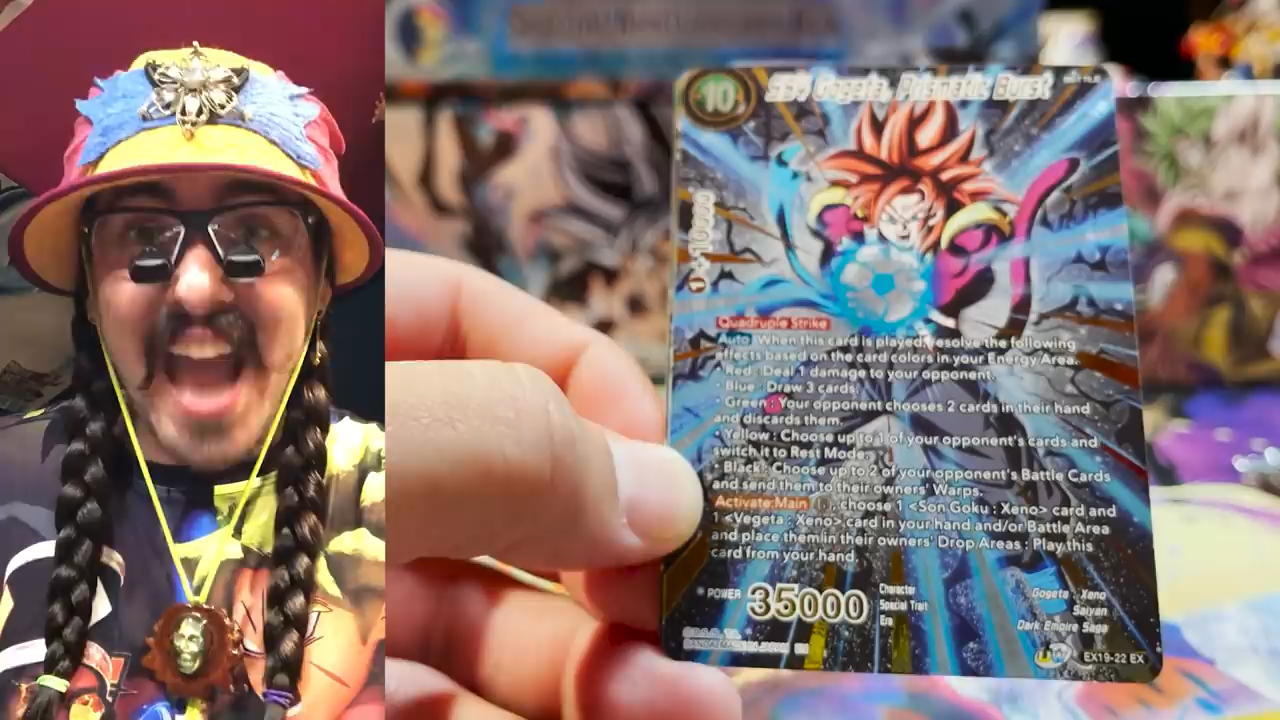 10
SS4 Gogeta, Prismatic Burst
+10000
Quadruple Strike
Auto When this card is played, resolve the following
effects based on the card colors in your Energy Area.
・Red : Deal 1 damage to your opponent.
・Blue : Draw 3 cards.
・Green : Your opponent chooses 2 cards in their hand
and discards them.
・Yellow : Choose up to 1 of your opponent's cards and
switch it to Rest Mode.
・Black : Choose up to 2 of your opponent's Battle Cards
and send them to their owners' Warps.
Activate:Main , choose 1 <Son Goku : Xeno> card and
1 <Vegeta : Xeno> card in your hand and/or Battle Area
and place them in their owners' Drop Areas : Play this
card from your hand.
POWER 35000
Character Gogeta : Xeno
Special Trait Saiyan
Era Dark Empire Saga
EX19-22 EX